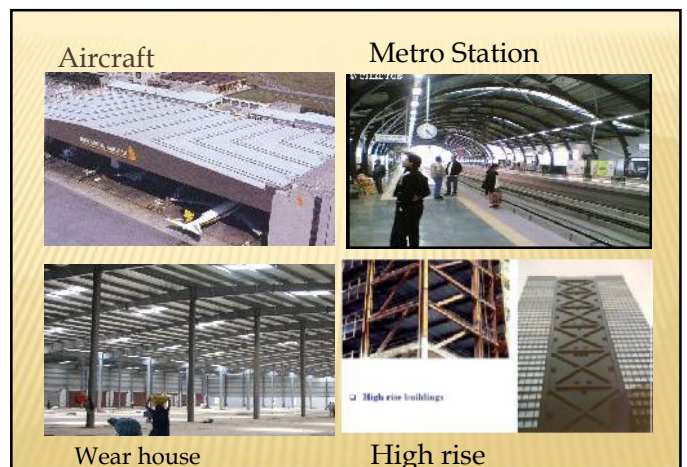 Aircraft
Metro Station
High rise buildings
Wear house
High rise